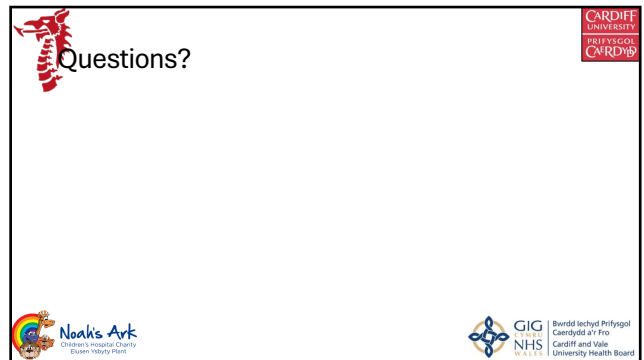 Questions?
CARDIFF
UNIVERSITY
PRIFYSGOL
CAERDYDD
Noah's Ark
Children's Hospital Charity
Elusen Ysbyty Plant
GIG
CYMRU
NHS
WALES
Bwrdd Iechyd Prifysgol
Caerdydd a'r Fro
Cardiff and Vale
University Health Board